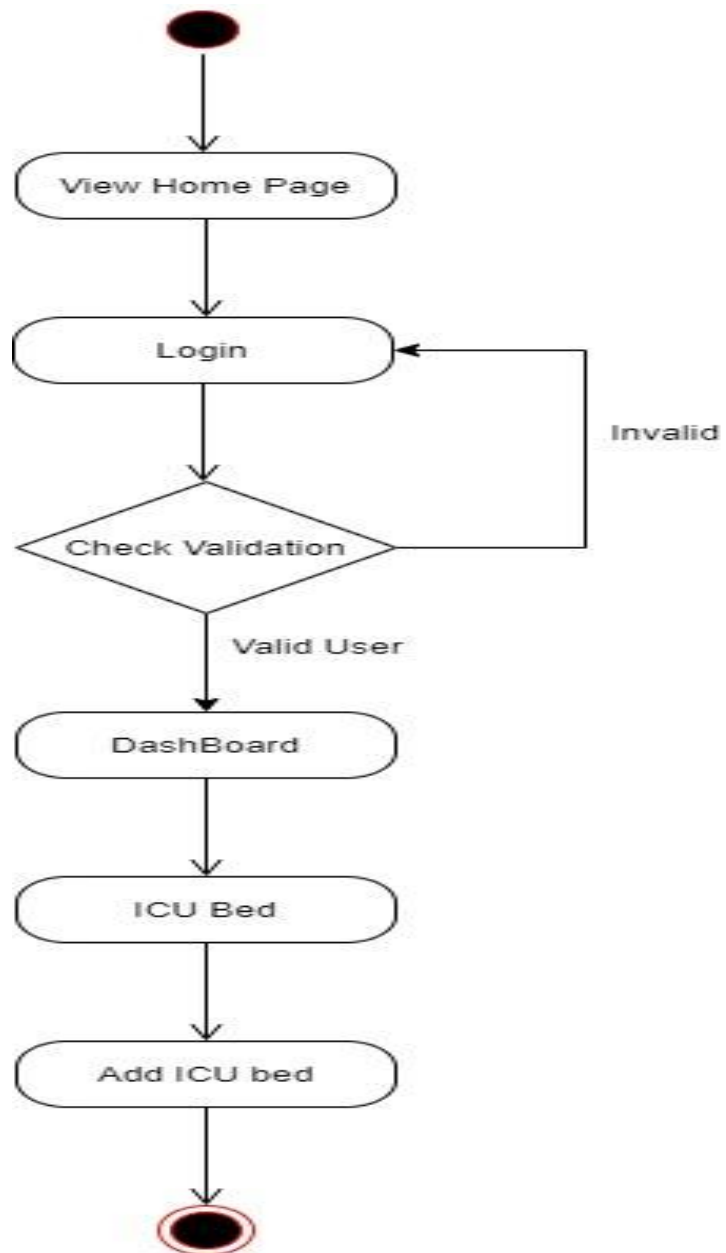 View Home Page
Login
Invalid
Check Validation
Valid User
DashBoard
ICU Bed
Add ICU bed